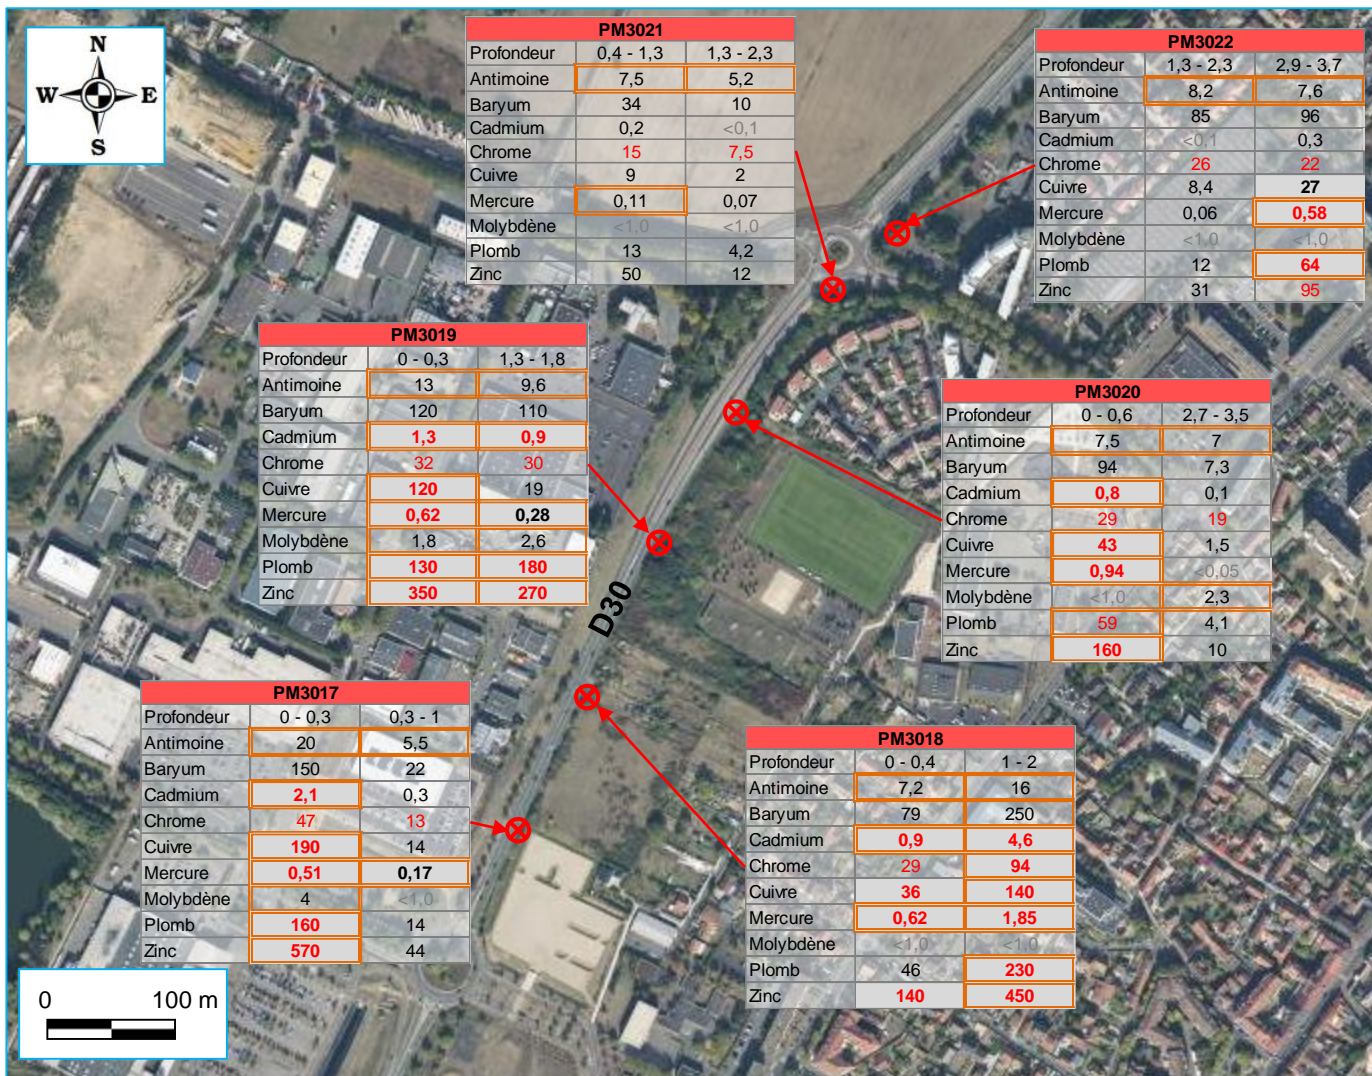 N
W E
S
PM3021
Profondeur 0,4 - 1,3 1,3 - 2,3
Antimoine 7,5 5,2
Baryum 34 10
Cadmium 0,2 <0,1
Chrome 15 7,5
Cuivre 9 2
Mercure 0,11 0,07
Molybdène <1,0 <1,0
Plomb 13 4,2
Zinc 50 12
PM3022
Profondeur 1,3 - 2,3 2,9 - 3,7
Antimoine 8,2 7,6
Baryum 85 96
Cadmium <0,1 0,3
Chrome 26 22
Cuivre 8,4 27
Mercure 0,06 0,58
Molybdène <1,0 <1,0
Plomb 12 64
Zinc 31 95
PM3019
Profondeur 0 - 0,3 1,3 - 1,8
Antimoine 13 9,6
Baryum 120 110
Cadmium 1,3 0,9
Chrome 32 30
Cuivre 120 19
Mercure 0,62 0,28
Molybdène 1,8 2,6
Plomb 130 180
Zinc 350 270
PM3020
Profondeur 0 - 0,6 2,7 - 3,5
Antimoine 7,5 7
Baryum 94 7,3
Cadmium 0,8 0,1
Chrome 29 19
Cuivre 43 1,5
Mercure 0,94 <0,05
Molybdène <1,0 2,3
Plomb 59 4,1
Zinc 160 10
D30
PM3017
Profondeur 0 - 0,3 0,3 - 1
Antimoine 20 5,5
Baryum 150 22
Cadmium 2,1 0,3
Chrome 47 13
Cuivre 190 14
Mercure 0,51 0,17
Molybdène 4 <1,0
Plomb 160 14
Zinc 570 44
PM3018
Profondeur 0 - 0,4 1 - 2
Antimoine 7,2 16
Baryum 79 250
Cadmium 0,9 4,6
Chrome 29 94
Cuivre 36 140
Mercure 0,62 1,85
Molybdène <1,0 <1,0
Plomb 46 230
Zinc 140 450
0 100 m